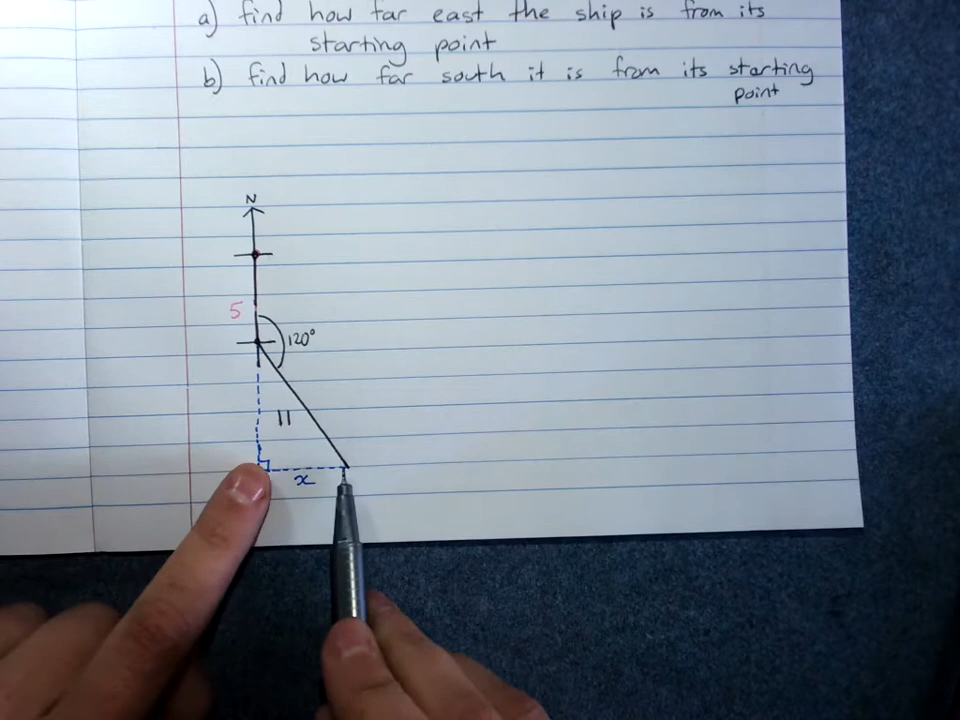 a) find how far east the ship is from its
starting point
b) find how far south it is from its starting
point
N
5
120°
11
x